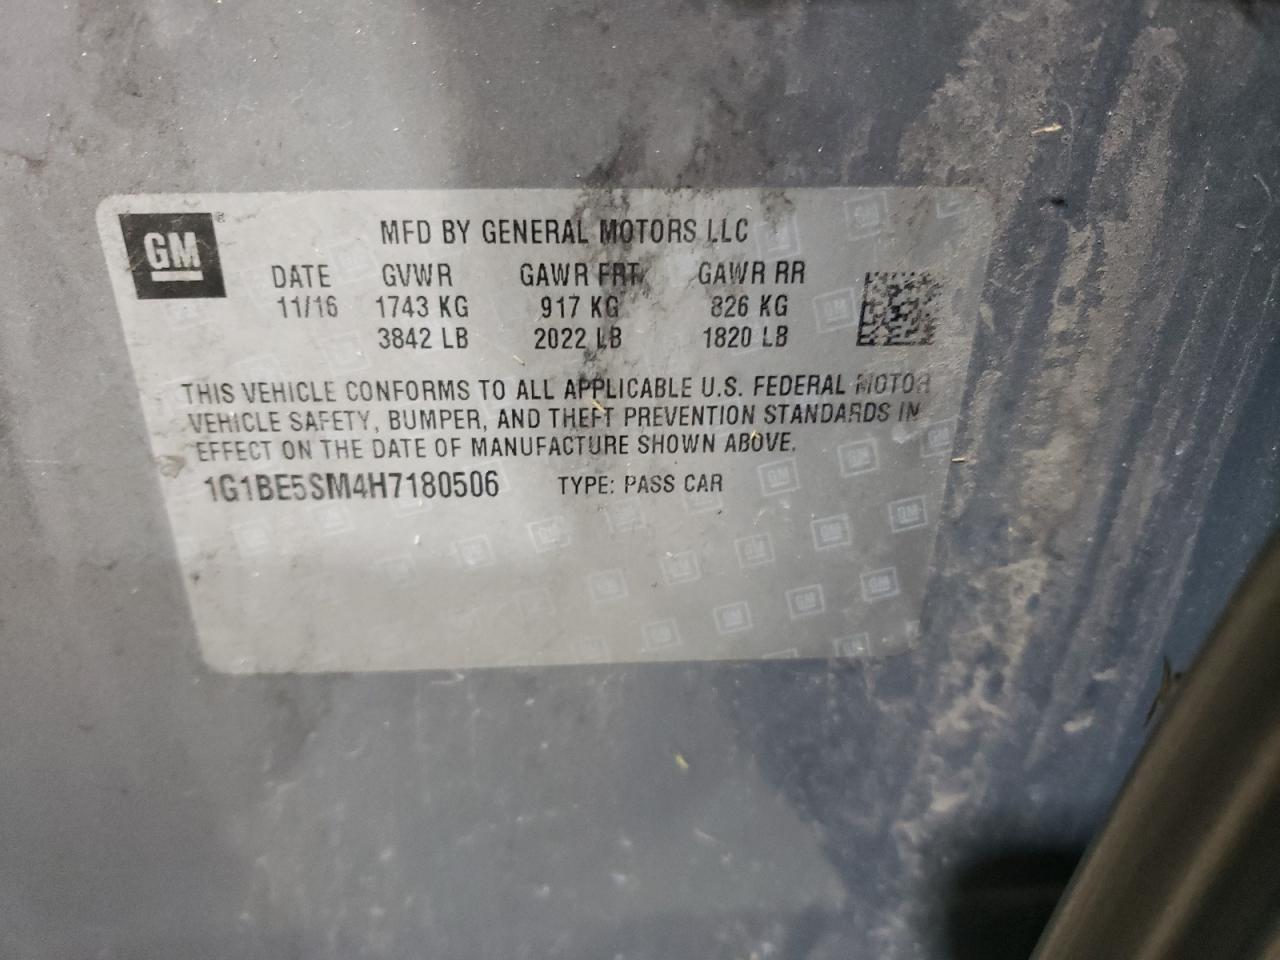 GM ®
MFD BY GENERAL MOTORS LLC
DATE GVWR GAWR FRT GAWR RR
11/16 1743 KG 917 KG 826 KG
3842 LB 2022 LB 1820 LB
THIS VEHICLE CONFORMS TO ALL APPLICABLE U.S. FEDERAL MOTOR
VEHICLE SAFETY, BUMPER, AND THEFT PREVENTION STANDARDS IN
EFFECT ON THE DATE OF MANUFACTURE SHOWN ABOVE.
1G1BE5SM4H7180506 TYPE: PASS CAR